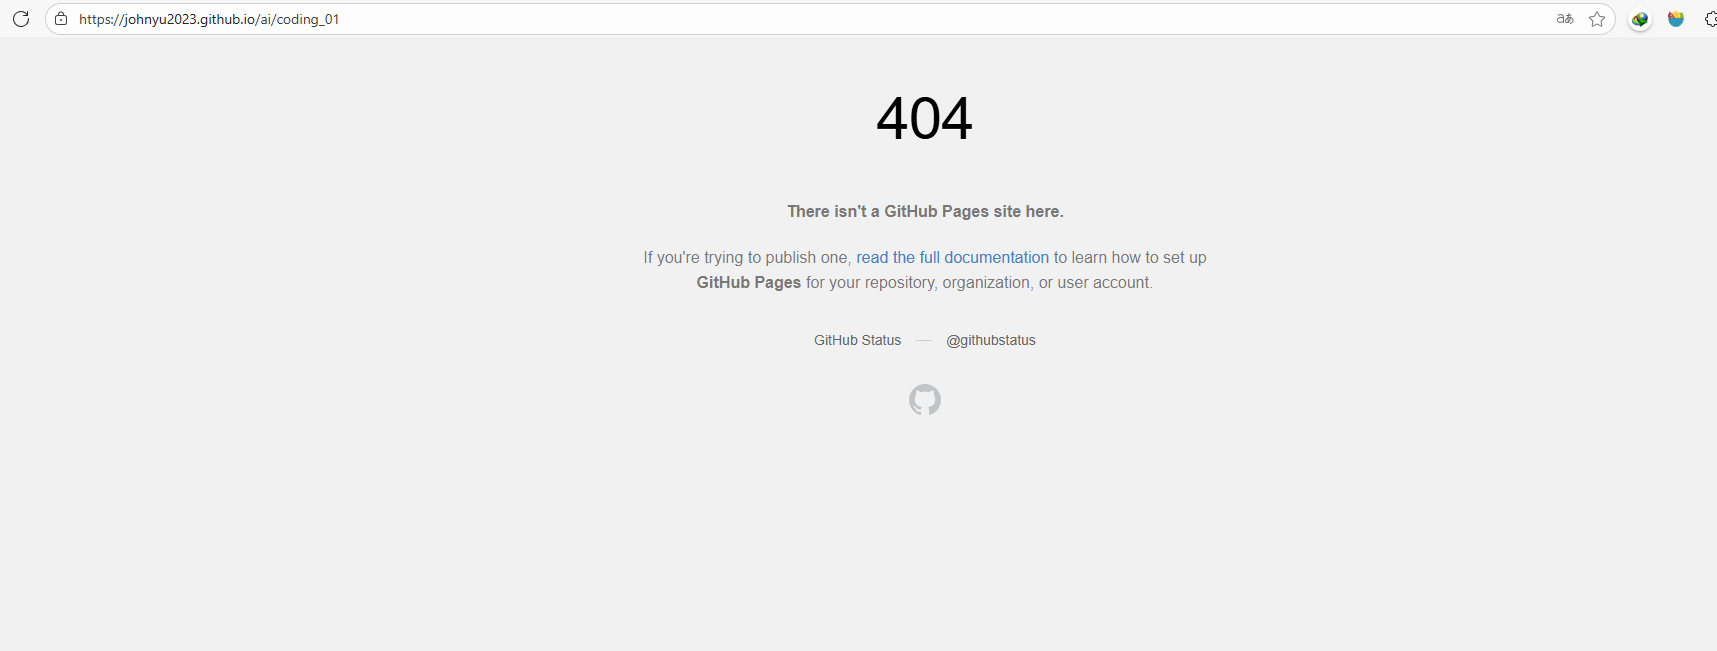 https://johnyu2023.github.io/ai/coding_01
aあ
404
There isn't a GitHub Pages site here.
If you're trying to publish one, read the full documentation to learn how to set up
GitHub Pages for your repository, organization, or user account.
GitHub Status — @githubstatus